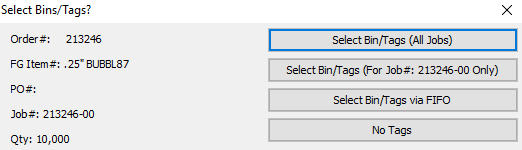 Select Bins/Tags?
Order#: 213246
Select Bin/Tags (All Jobs)
FG Item#: .25" BUBBL87
Select Bin/Tags (For Job#: 213246-00 Only)
PO#:
Select Bin/Tags via FIFO
Job#: 213246-00
No Tags
Qty: 10,000